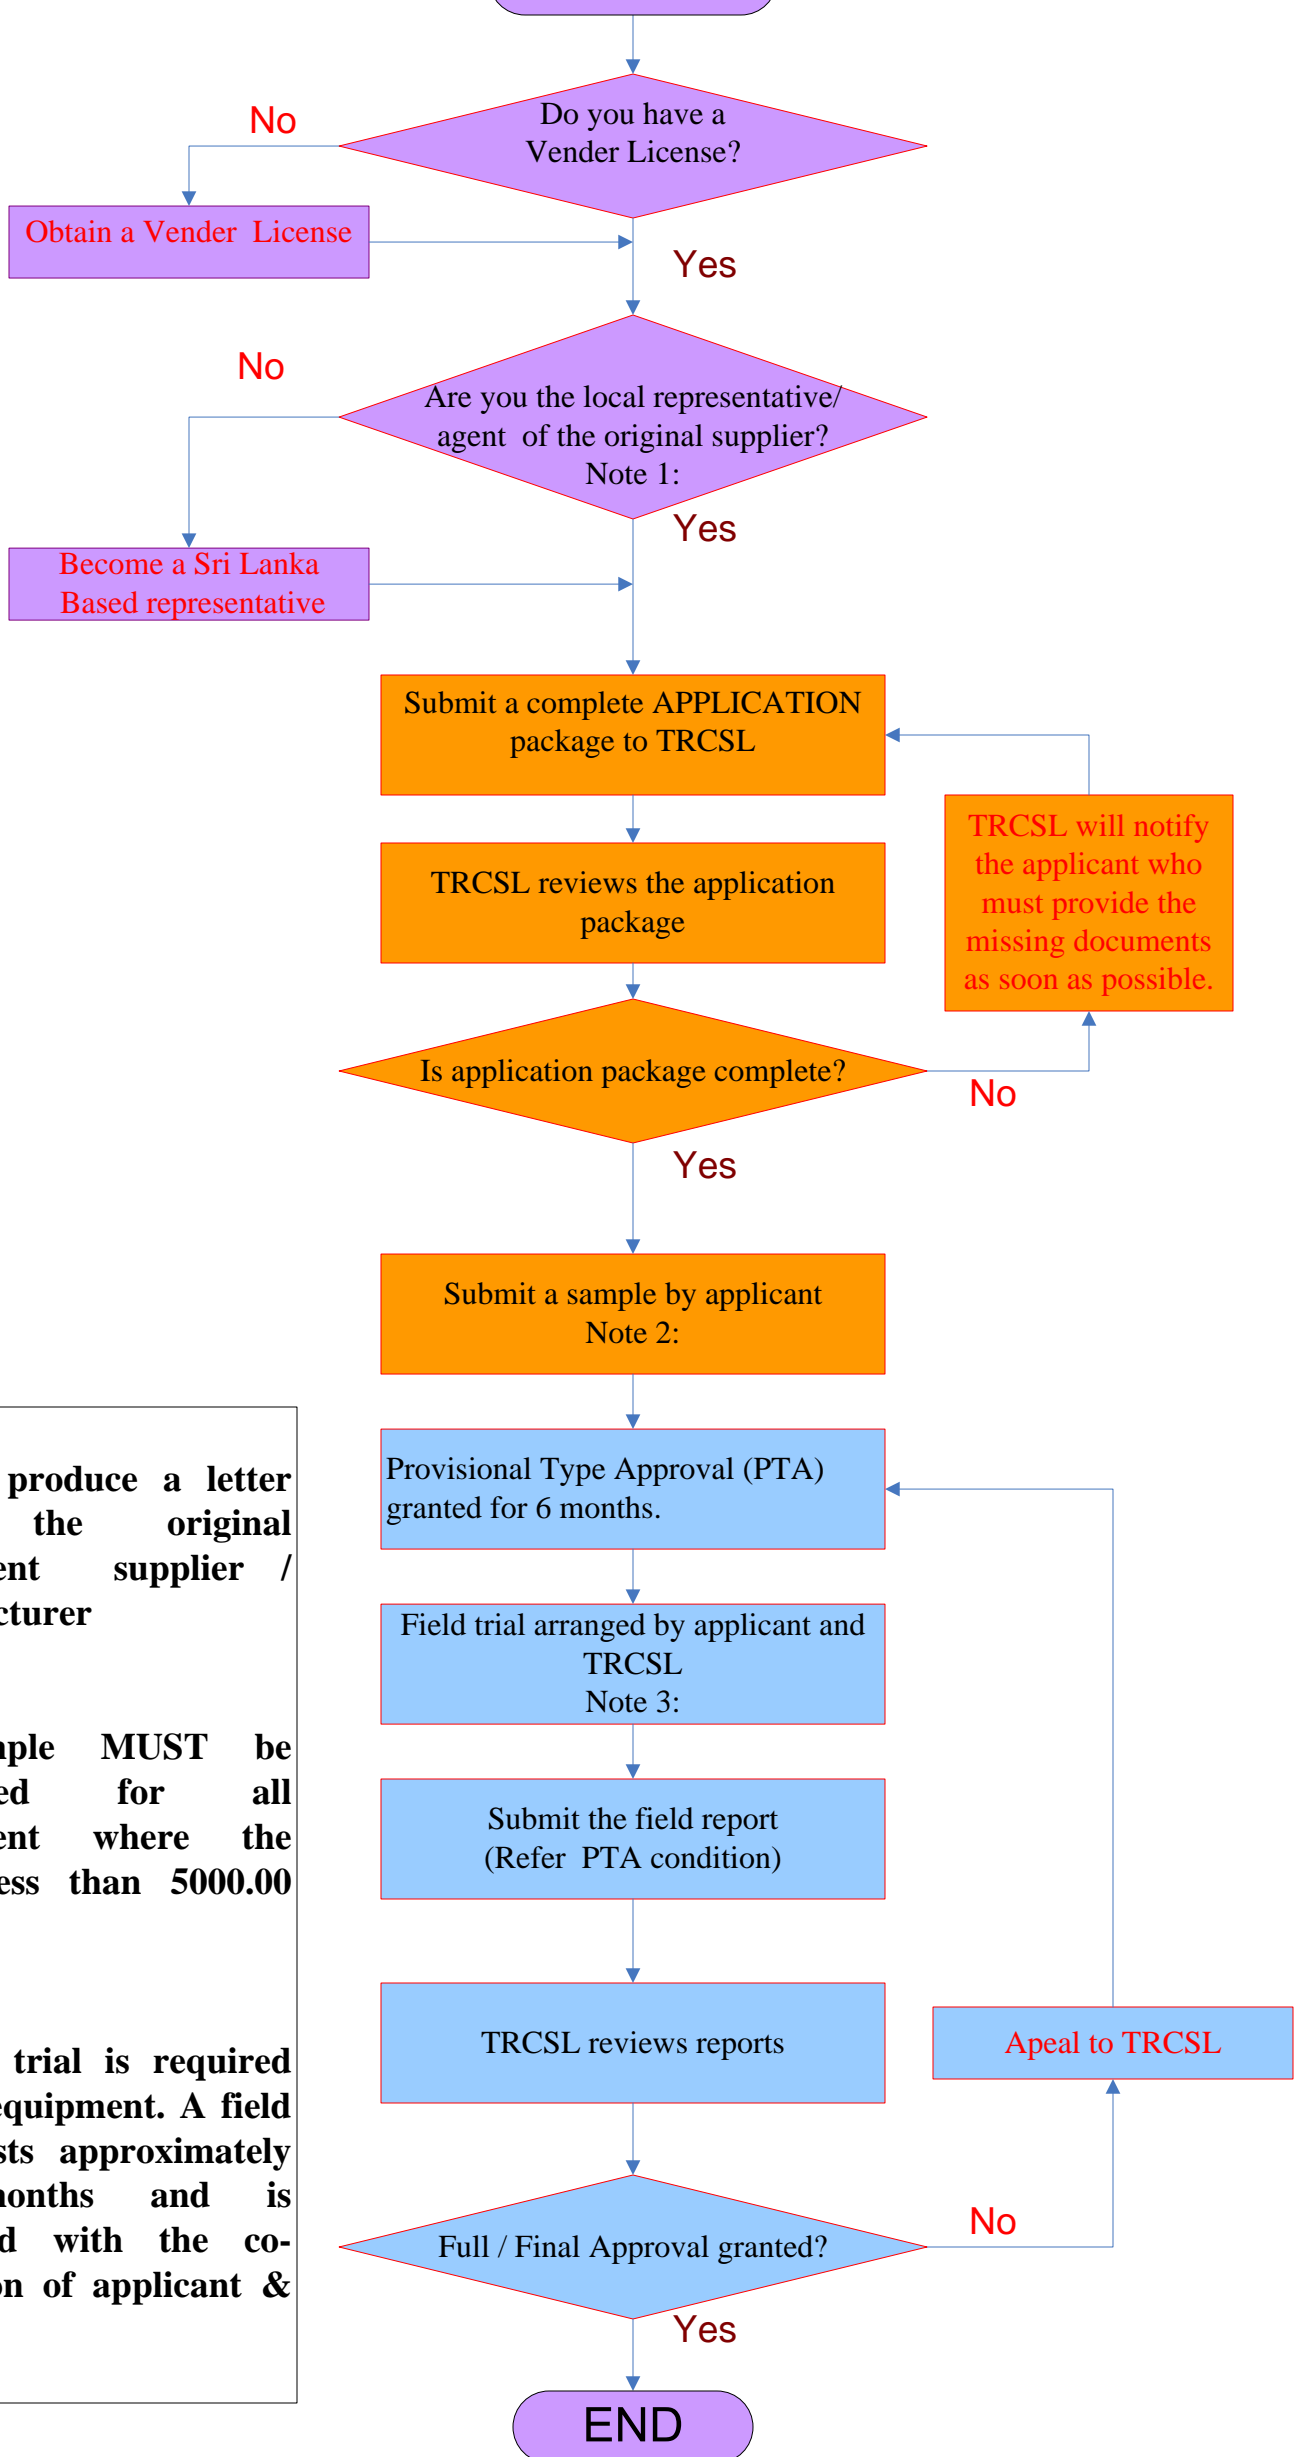 No
Do you have a
Vender License?
Obtain a Vender License
Yes
No
Are you the local representative/
agent of the original supplier?
Note 1:
Yes
Become a Sri Lanka
Based representative
Submit a complete APPLICATION
package to TRCSL
TRCSL will notify
the applicant who
must provide the
missing documents
as soon as possible.
TRCSL reviews the application
package
Is application package complete?
No
Yes
Submit a sample by applicant
Note 2:
Provisional Type Approval (PTA)
granted for 6 months.
Field trial arranged by applicant and
TRCSL
Note 3:
Submit the field report
(Refer PTA condition)
TRCSL reviews reports
Apeal to TRCSL
Full / Final Approval granted?
No
Yes
END
produce a letter
the original
supplier /
MUST be
for all
where the
than 5000.00
trial is required
equipment. A field
approximately
and is
with the co-
of applicant &